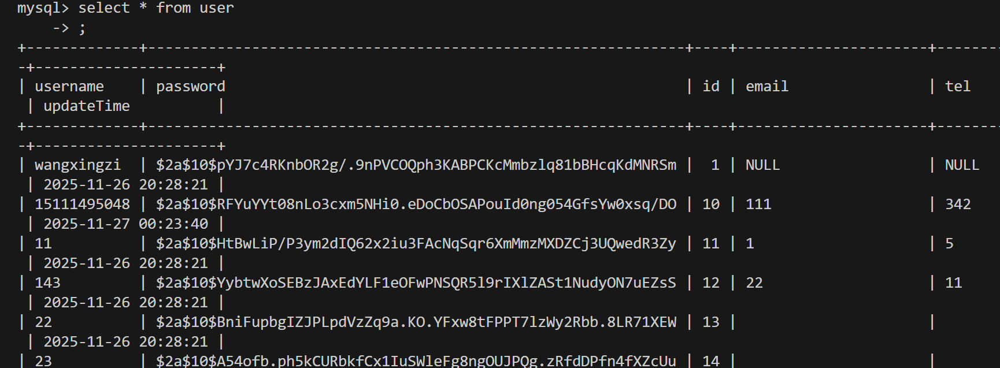 mysql> select * from user
    -> ;
+-------------+--------------------------------------------------------------+----+----------------------+-------
-+---------------------+
| username    | password                                                     | id | email                | tel
 | updateTime          |
+-------------+--------------------------------------------------------------+----+----------------------+-------
-+---------------------+
| wangxingzi  | $2a$10$pYJ7c4RKnbOR2g/.9nPVCOQph3KABPCKcMmbzlq81bBHcqKdMNRSm |  1 | NULL                 | NULL
 | 2025-11-26 20:28:21 |
| 15111495048 | $2a$10$RFYuYYt08nLo3cxm5NHi0.eDoCbOSAPouId0ng054GfsYw0xsq/DO | 10 | 111                  | 342
 | 2025-11-27 00:23:40 |
| 11          | $2a$10$HtBwLiP/P3ym2dIQ62x2iu3FAcNqSqr6XmMmzMXDZCj3UQwedR3Zy | 11 | 1                    | 5
 | 2025-11-26 20:28:21 |
| 143         | $2a$10$YybtwXoSEBzJAxEdYLF1eOFwPNSQR5l9rIXlZASt1NudyON7uEZsS | 12 | 22                   | 11
 | 2025-11-26 20:28:21 |
| 22          | $2a$10$BniFupbgIZJPLpdVzZq9a.KO.YFxw8tFPPT7lzWy2Rbb.8LR71XEW | 13 |                      |
 | 2025-11-26 20:28:21 |
| 23          | $2a$10$A54ofb.ph5kCURbkfCx1IuSWleFg8ngOUJPQg.zRfdDPfn4fXZcUu | 14 |                      |